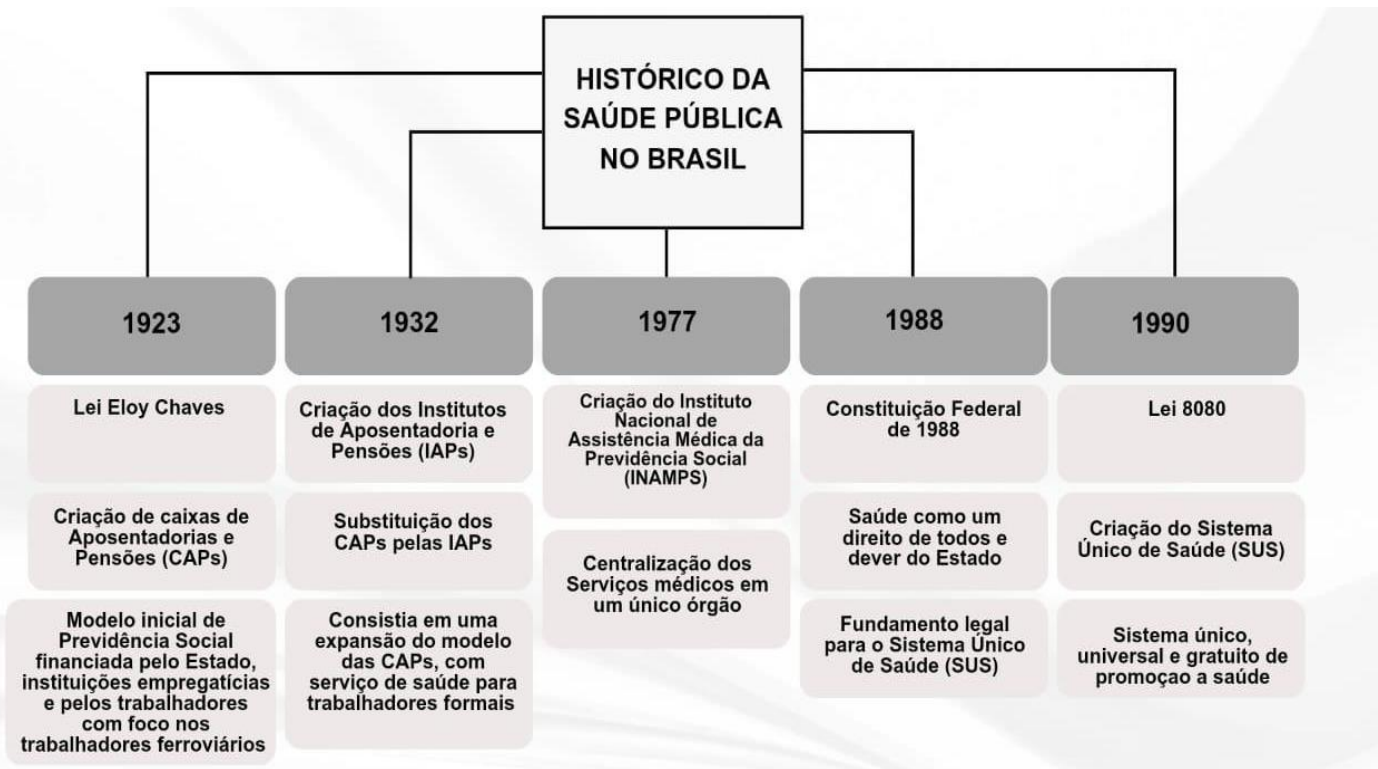 HISTÓRICO DA
SAÚDE PÚBLICA
NO BRASIL
1923
Lei Eloy Chaves
Criação de caixas de
Aposentadorias e
Pensões (CAPs)
Modelo inicial de
Previdência Social
financiada pelo Estado,
instituições empregatícias
e pelos trabalhadores
com foco nos
trabalhadores ferroviários
1932
Criação dos Institutos
de Aposentadoria e
Pensões (IAPs)
Substituição dos
CAPs pelas IAPs
Consistia em uma
expansão do modelo
das CAPs, com
serviço de saúde para
trabalhadores formais
1977
Criação do Instituto
Nacional de
Assistência Médica da
Previdência Social
(INAMPS)
Centralização dos
Serviços médicos em
um único órgão
1988
Constituição Federal
de 1988
Saúde como um
direito de todos e
dever do Estado
Fundamento legal
para o Sistema Único
de Saúde (SUS)
1990
Lei 8080
Criação do Sistema
Único de Saúde (SUS)
Sistema único,
universal e gratuito de
promoçao a saúde